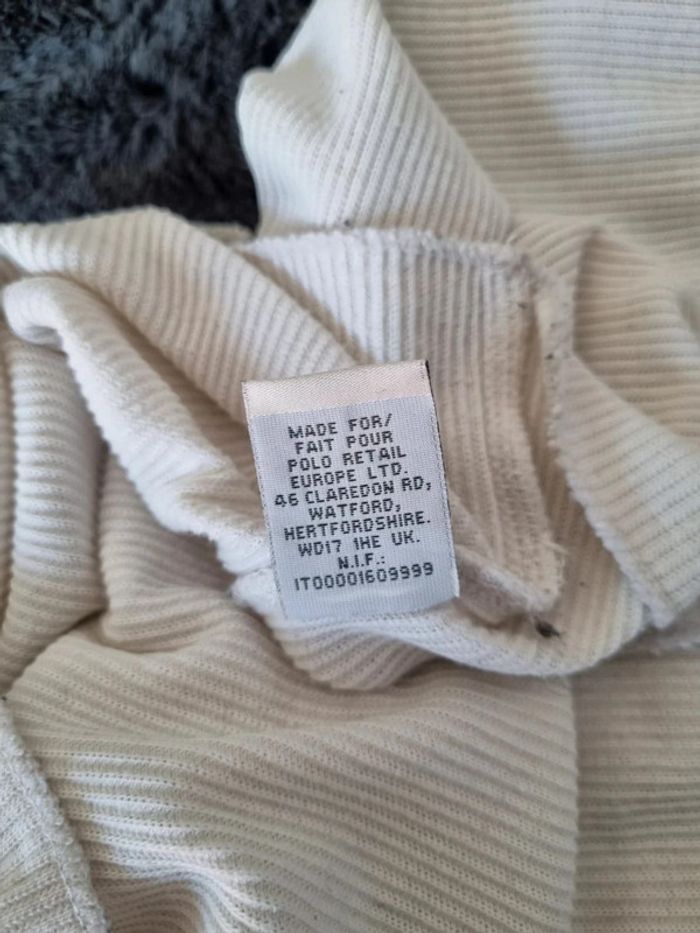 MADE FOR/
FAIT POUR
POLO RETAIL
EUROPE LTD.
46 CLAREDON RD,
WATFORD,
HERTFORDSHIRE.
WD17 1HE UK.
N.I.F.:
IT00001609999